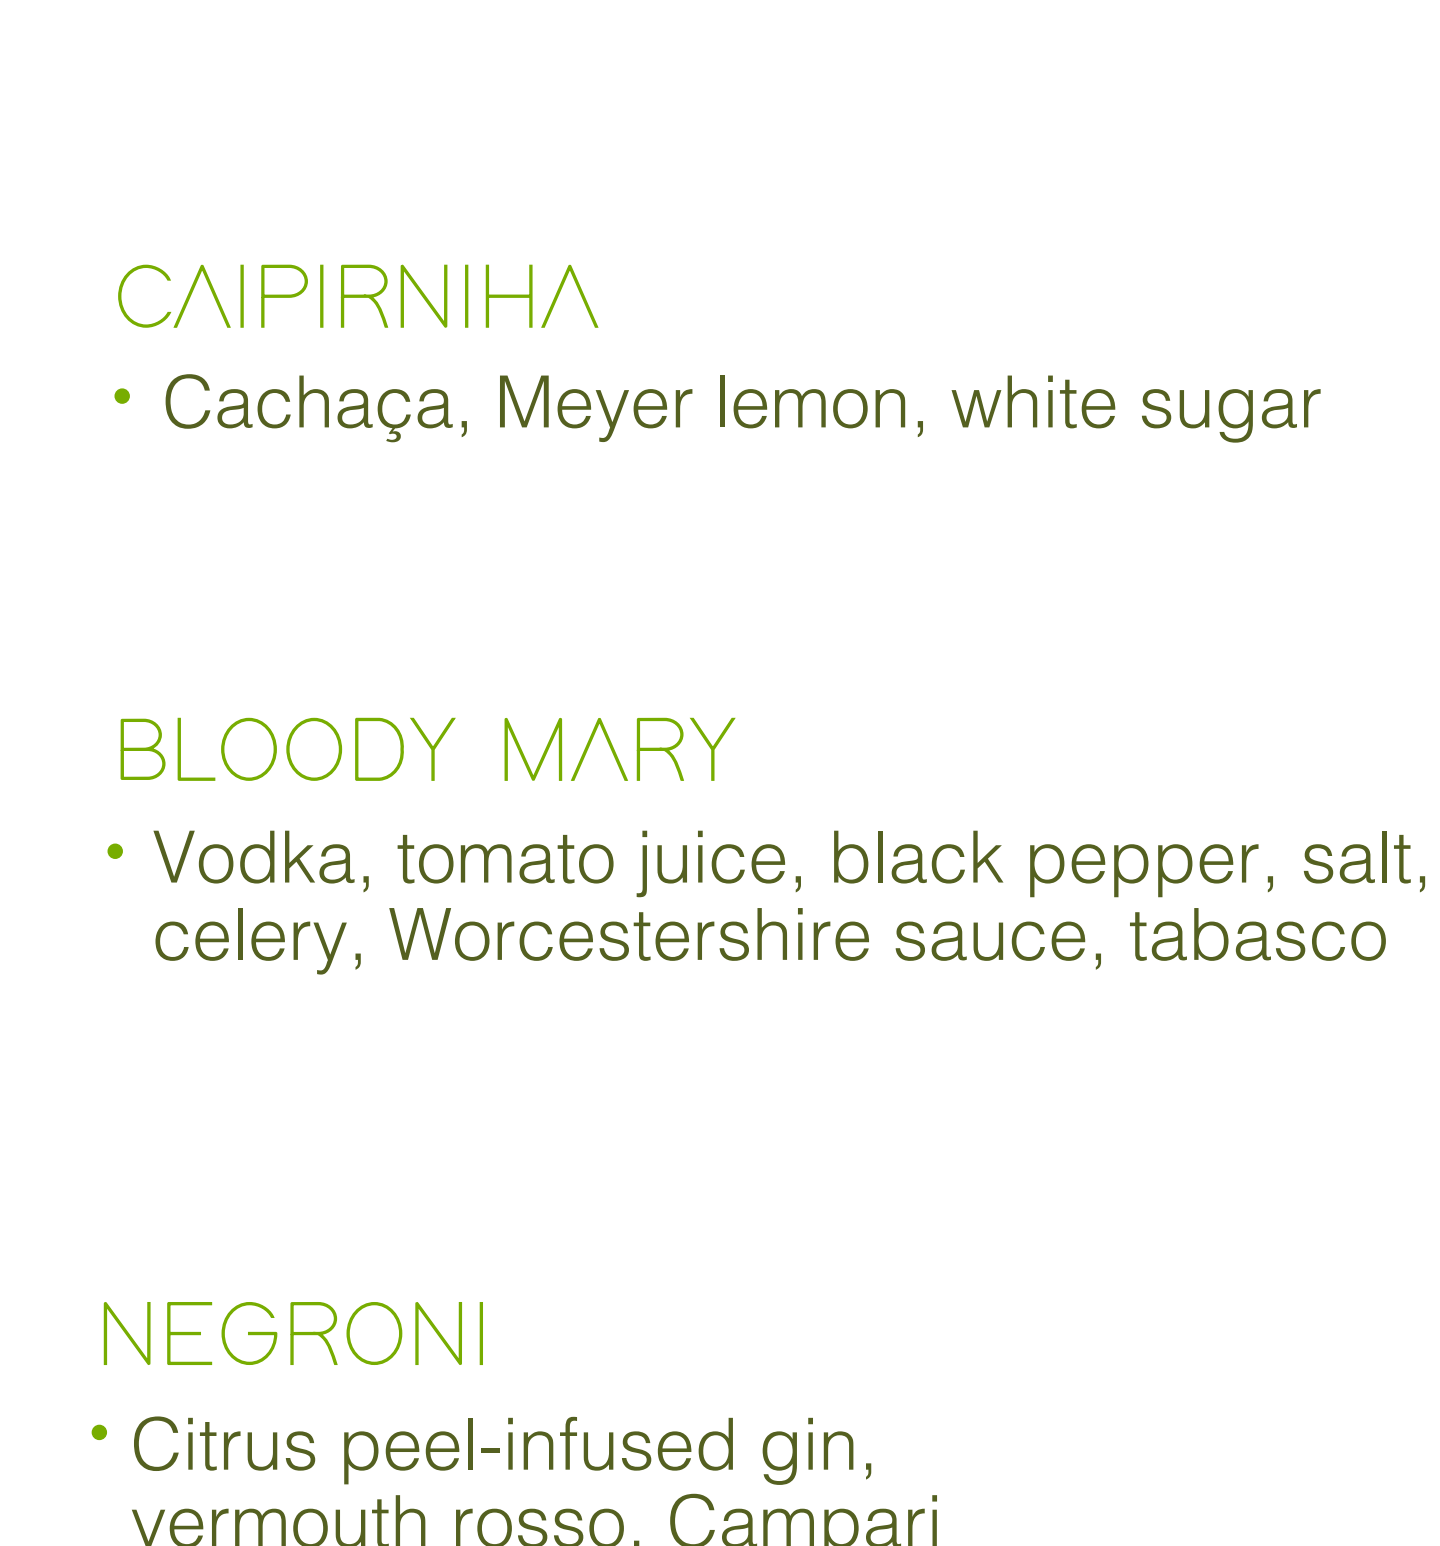 CAIPIRNIHA
• Cachaça, Meyer lemon, white sugar
BLOODY MARY
• Vodka, tomato juice, black pepper, salt,
celery, Worcestershire sauce, tabasco
NEGRONI
• Citrus peel-infused gin,
vermouth rosso, Campari